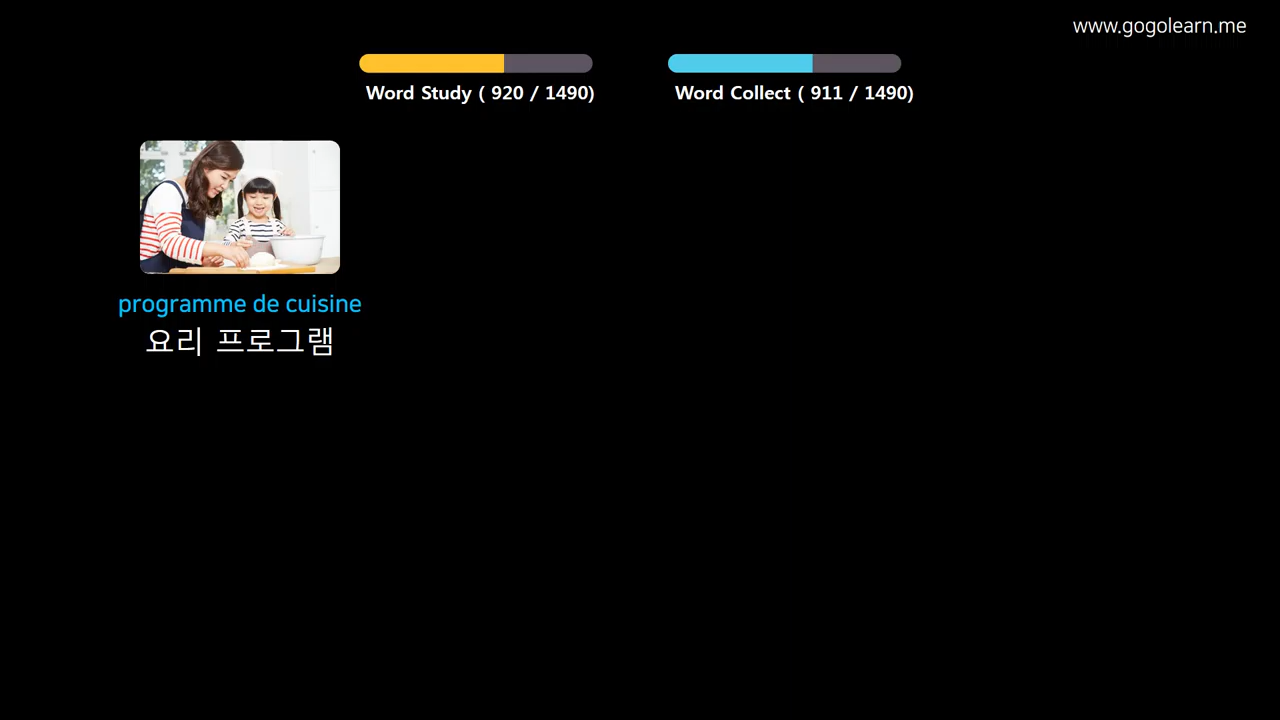 www.gogolearn.me
Word Study ( 920 / 1490)
Word Collect ( 911 / 1490)
programme de cuisine
요리 프로그램